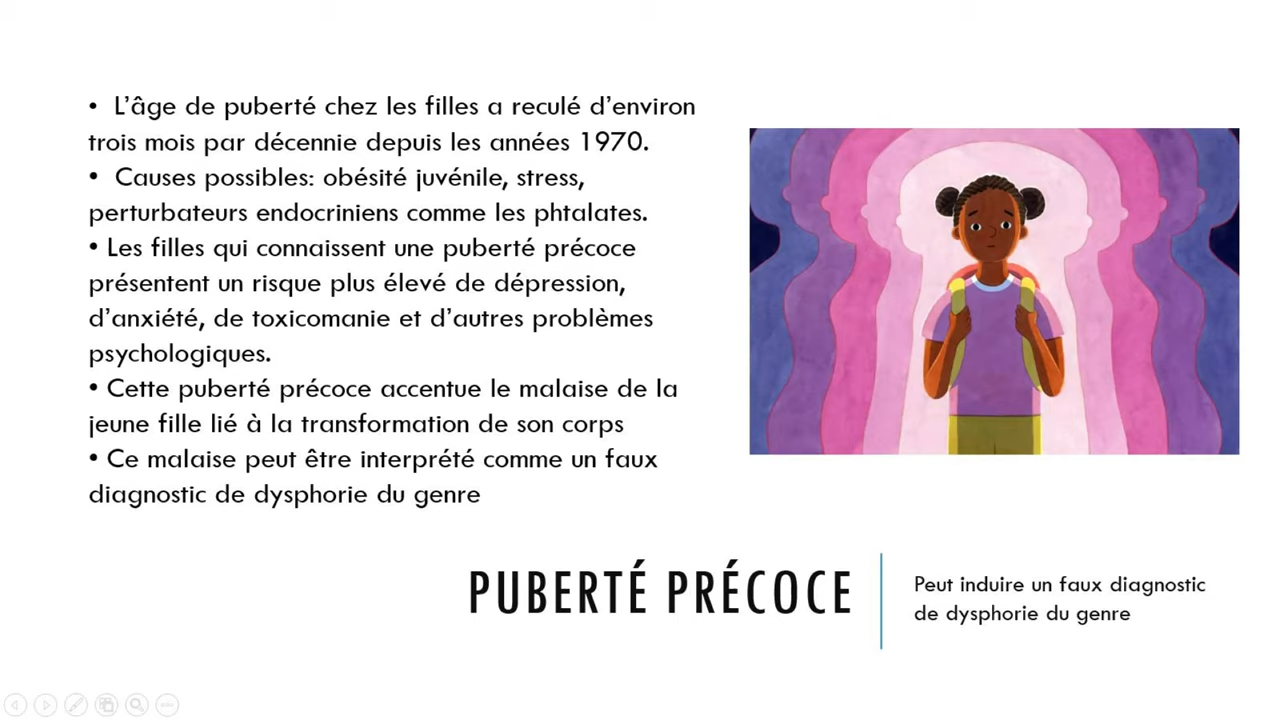 • L’âge de puberté chez les filles a reculé d’environ
trois mois par décennie depuis les années 1970.
• Causes possibles: obésité juvénile, stress,
perturbateurs endocriniens comme les phtalates.
• Les filles qui connaissent une puberté précoce
présentent un risque plus élevé de dépression,
d’anxiété, de toxicomanie et d’autres problèmes
psychologiques.
• Cette puberté précoce accentue le malaise de la
jeune fille lié à la transformation de son corps
• Ce malaise peut être interprété comme un faux
diagnostic de dysphorie du genre
PUBERTÉ PRÉCOCE
Peut induire un faux diagnostic
de dysphorie du genre